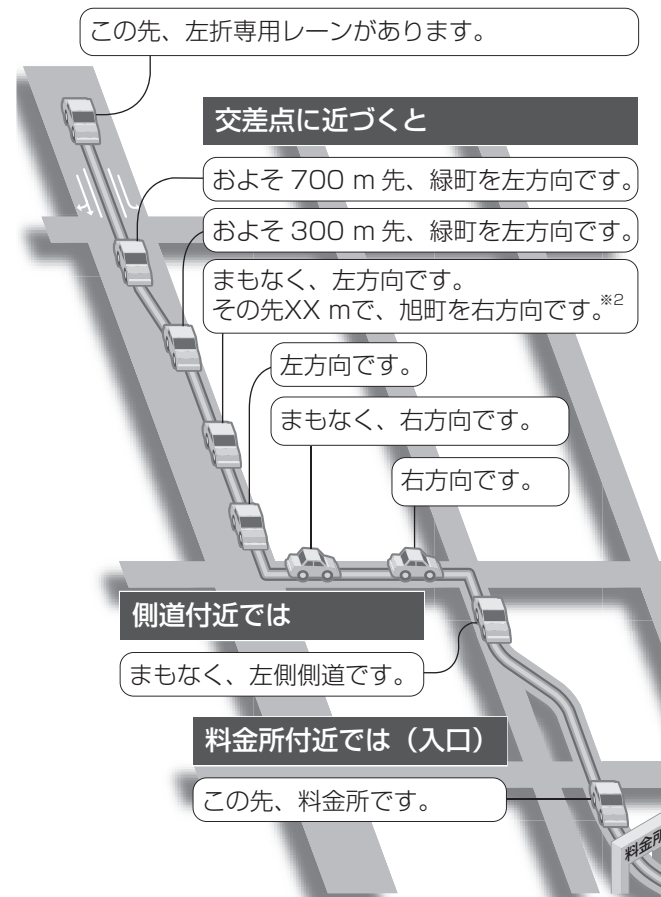 この先、左折専用レーンがあります。
交差点に近づくと
およそ 700 m 先、緑町を左方向です。
およそ 300 m 先、緑町を左方向です。
まもなく、左方向です。
その先XX mで、旭町を右方向です。※2
左方向です。
まもなく、右方向です。
右方向です。
側道付近では
まもなく、左側側道です。
料金所付近では（入口）
この先、料金所です。
料金所